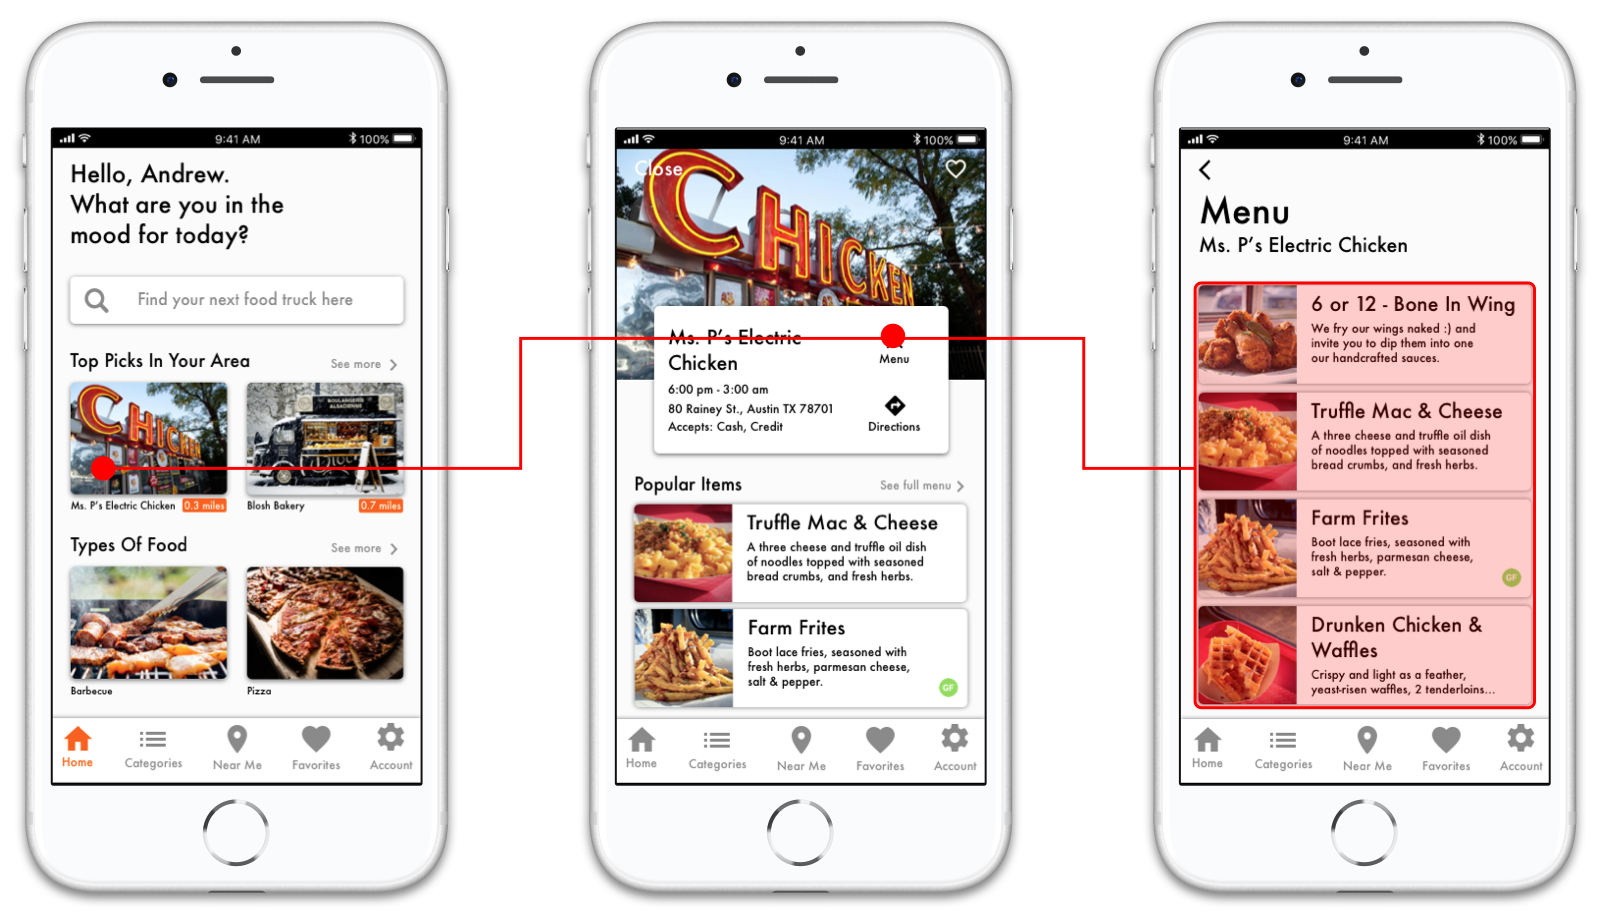 9:41 AM
100%
Hello, Andrew.
What are you in the
mood for today?
Find your next food truck here
Top Picks In Your Area
See more
CHICKEN
BOULANGERIE
ALSACIENNE
Ms. P's Electric Chicken
0.3 miles
Blosh Bakery
0.7 miles
Types Of Food
See more
Barbecue
Pizza
Home
Categories
Near Me
Favorites
Account
9:41 AM
100%
Close
CHICKEN
Ms. P's Electric
Chicken
Menu
6:00 pm - 3:00 am
80 Rainey St., Austin TX 78701
Accepts: Cash, Credit
Directions
Popular Items
See full menu
Truffle Mac & Cheese
A three cheese and truffle oil dish
of noodles topped with seasoned
bread crumbs, and fresh herbs.
Farm Frites
Boot lace fries, seasoned with
fresh herbs, parmesan cheese,
salt & pepper.
GF
Home
Categories
Near Me
Favorites
Account
9:41 AM
100%
Menu
Ms. P's Electric Chicken
6 or 12 - Bone In Wing
We fry our wings naked :) and
invite you to dip them into one
our handcrafted sauces.
Truffle Mac & Cheese
A three cheese and truffle oil dish
of noodles topped with seasoned
bread crumbs, and fresh herbs.
Farm Frites
Boot lace fries, seasoned with
fresh herbs, parmesan cheese,
salt & pepper.
GF
Drunken Chicken &
Waffles
Crispy and light as a feather,
yeast-risen waffles, 2 tenderloins...
Home
Categories
Near Me
Favorites
Account